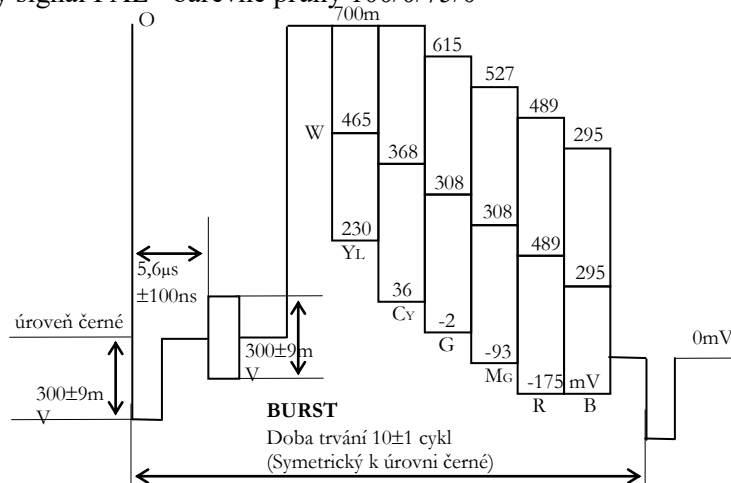 ý signál PAL - barevné pruhy 100/0/75/0
O
700m
615
527
489
295
W
465
368
308
308
489
295
230
YL
36
CY
-2
G
-93
MG
-175 mV
R
B
5,6µs
±100ns
úroveň černé
300±9m
V
300±9m
V
0mV
BURST
Doba trvání 10±1 cykl
(Symetrický k úrovni černé)